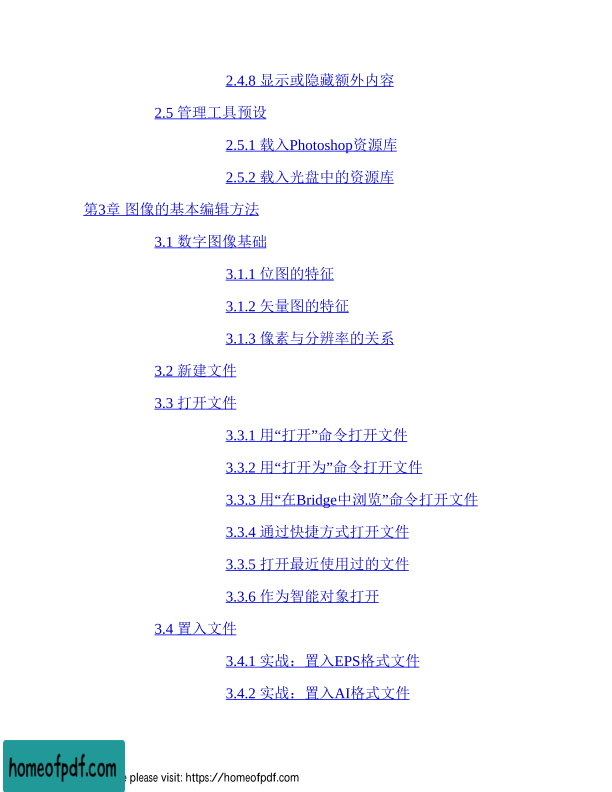 2.4.8 显示或隐藏额外内容
2.5 管理工具预设
2.5.1 载入Photoshop资源库
2.5.2 载入光盘中的资源库
第3章 图像的基本编辑方法
3.1 数字图像基础
3.1.1 位图的特征
3.1.2 矢量图的特征
3.1.3 像素与分辨率的关系
3.2 新建文件
3.3 打开文件
3.3.1 用“打开”命令打开文件
3.3.2 用“打开为”命令打开文件
3.3.3 用“在Bridge中浏览”命令打开文件
3.3.4 通过快捷方式打开文件
3.3.5 打开最近使用过的文件
3.3.6 作为智能对象打开
3.4 置入文件
3.4.1 实战：置入EPS格式文件
3.4.2 实战：置入AI格式文件
homeofpdf.com
please visit: https://homeofpdf.com